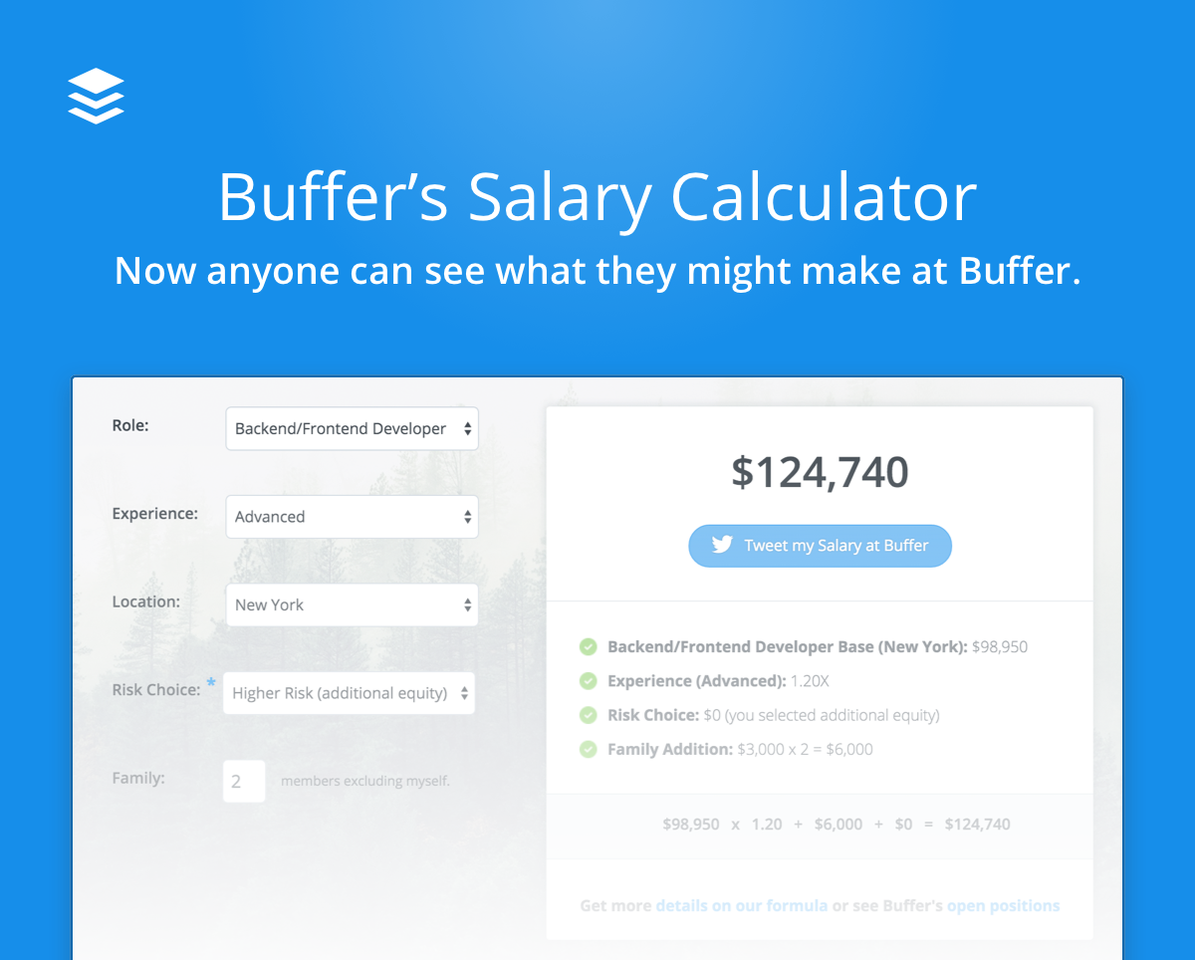 Buffer’s Salary Calculator
Now anyone can see what they might make at Buffer.
Role: Backend/Frontend Developer
Experience: Advanced
Location: New York
Risk Choice: * Higher Risk (additional equity)
Family: 2 members excluding myself.
$124,740
Tweet my Salary at Buffer
Backend/Frontend Developer Base (New York): $98,950
Experience (Advanced): 1.20X
Risk Choice: $0 (you selected additional equity)
Family Addition: $3,000 x 2 = $6,000
$98,950 x 1.20 + $6,000 + $0 = $124,740
Get more details on our formula or see Buffer's open positions